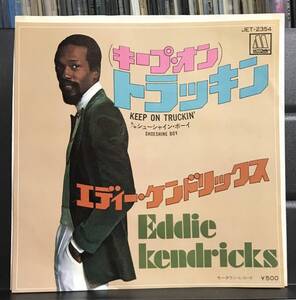 JET-2354
(キープ・オン)
トラッキン
KEEP ON TRUCKIN'
シューシャイン・ボーイ
SHOESHINE BOY
エディー・ケンドリックス
Eddie
kendricks
¥500